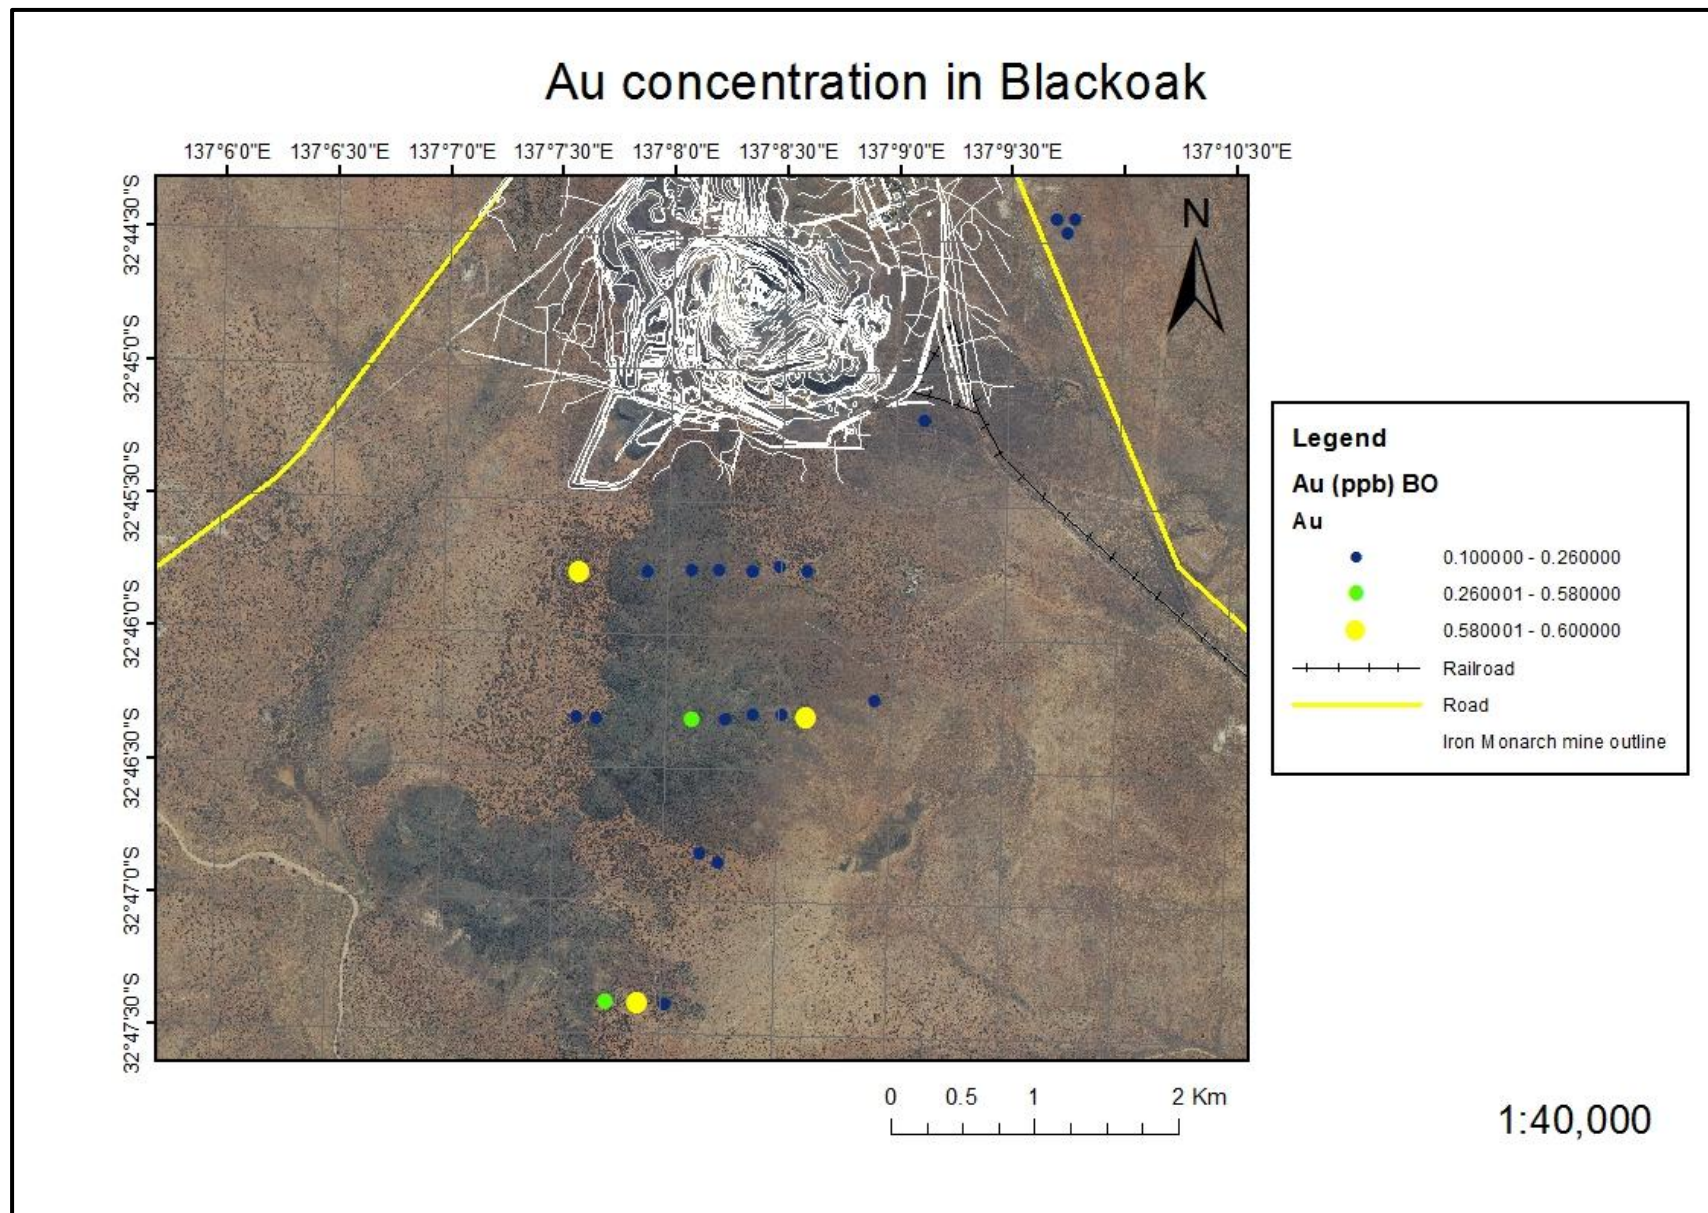 Au concentration in Blackoak
137°6'0"E 137°6'30"E 137°7'0"E 137°7'30"E 137°8'0"E 137°8'30"E 137°9'0"E 137°9'30"E 137°10'30"E
32°44'30"S
32°45'0"S
32°45'30"S
32°46'0"S
32°46'30"S
32°47'0"S
32°47'30"S
N
Legend
Au (ppb) BO
Au
0.100000 - 0.260000
0.260001 - 0.580000
0.580001 - 0.600000
Railroad
Road
Iron Monarch mine outline
0 0.5 1 2 Km
1:40,000